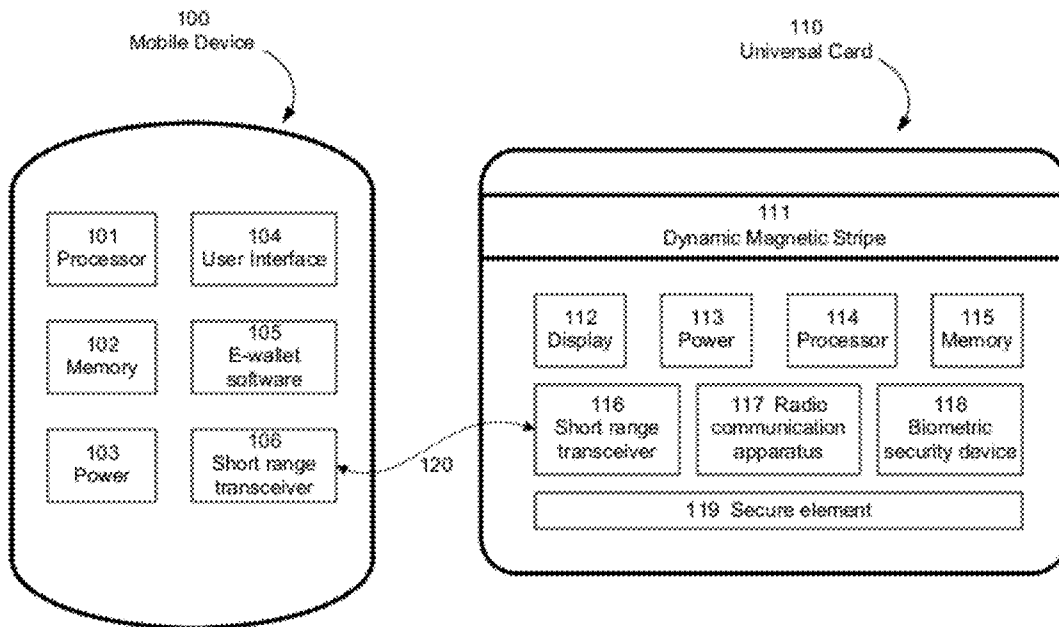 100
Mobile Device
110
Universal Card
101
Processor
104
User Interface
102
Memory
105
E-wallet
software
103
Power
106
Short range
transceiver
120
111
Dynamic Magnetic Stripe
112
Display
113
Power
114
Processor
115
Memory
116
Short range
transceiver
117 Radio
communication
apparatus
118
Biometric
security device
119 Secure element